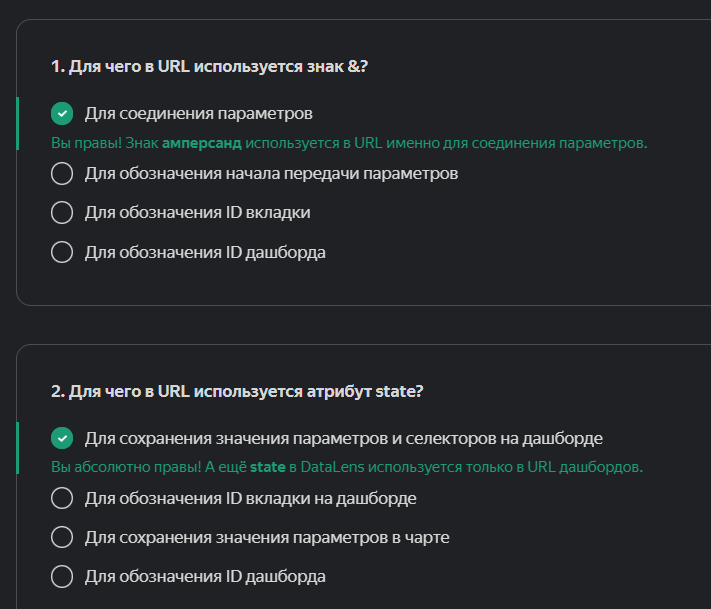 1. Для чего в URL используется знак &?
Для соединения параметров
Вы правы! Знак амперсанд используется в URL именно для соединения параметров.
Для обозначения начала передачи параметров
Для обозначения ID вкладки
Для обозначения ID дашборда
2. Для чего в URL используется атрибут state?
Для сохранения значения параметров и селекторов на дашборде
Вы абсолютно правы! А ещё state в DataLens используется только в URL дашбордов.
Для обозначения ID вкладки на дашборде
Для сохранения значения параметров в чарте
Для обозначения ID дашборда